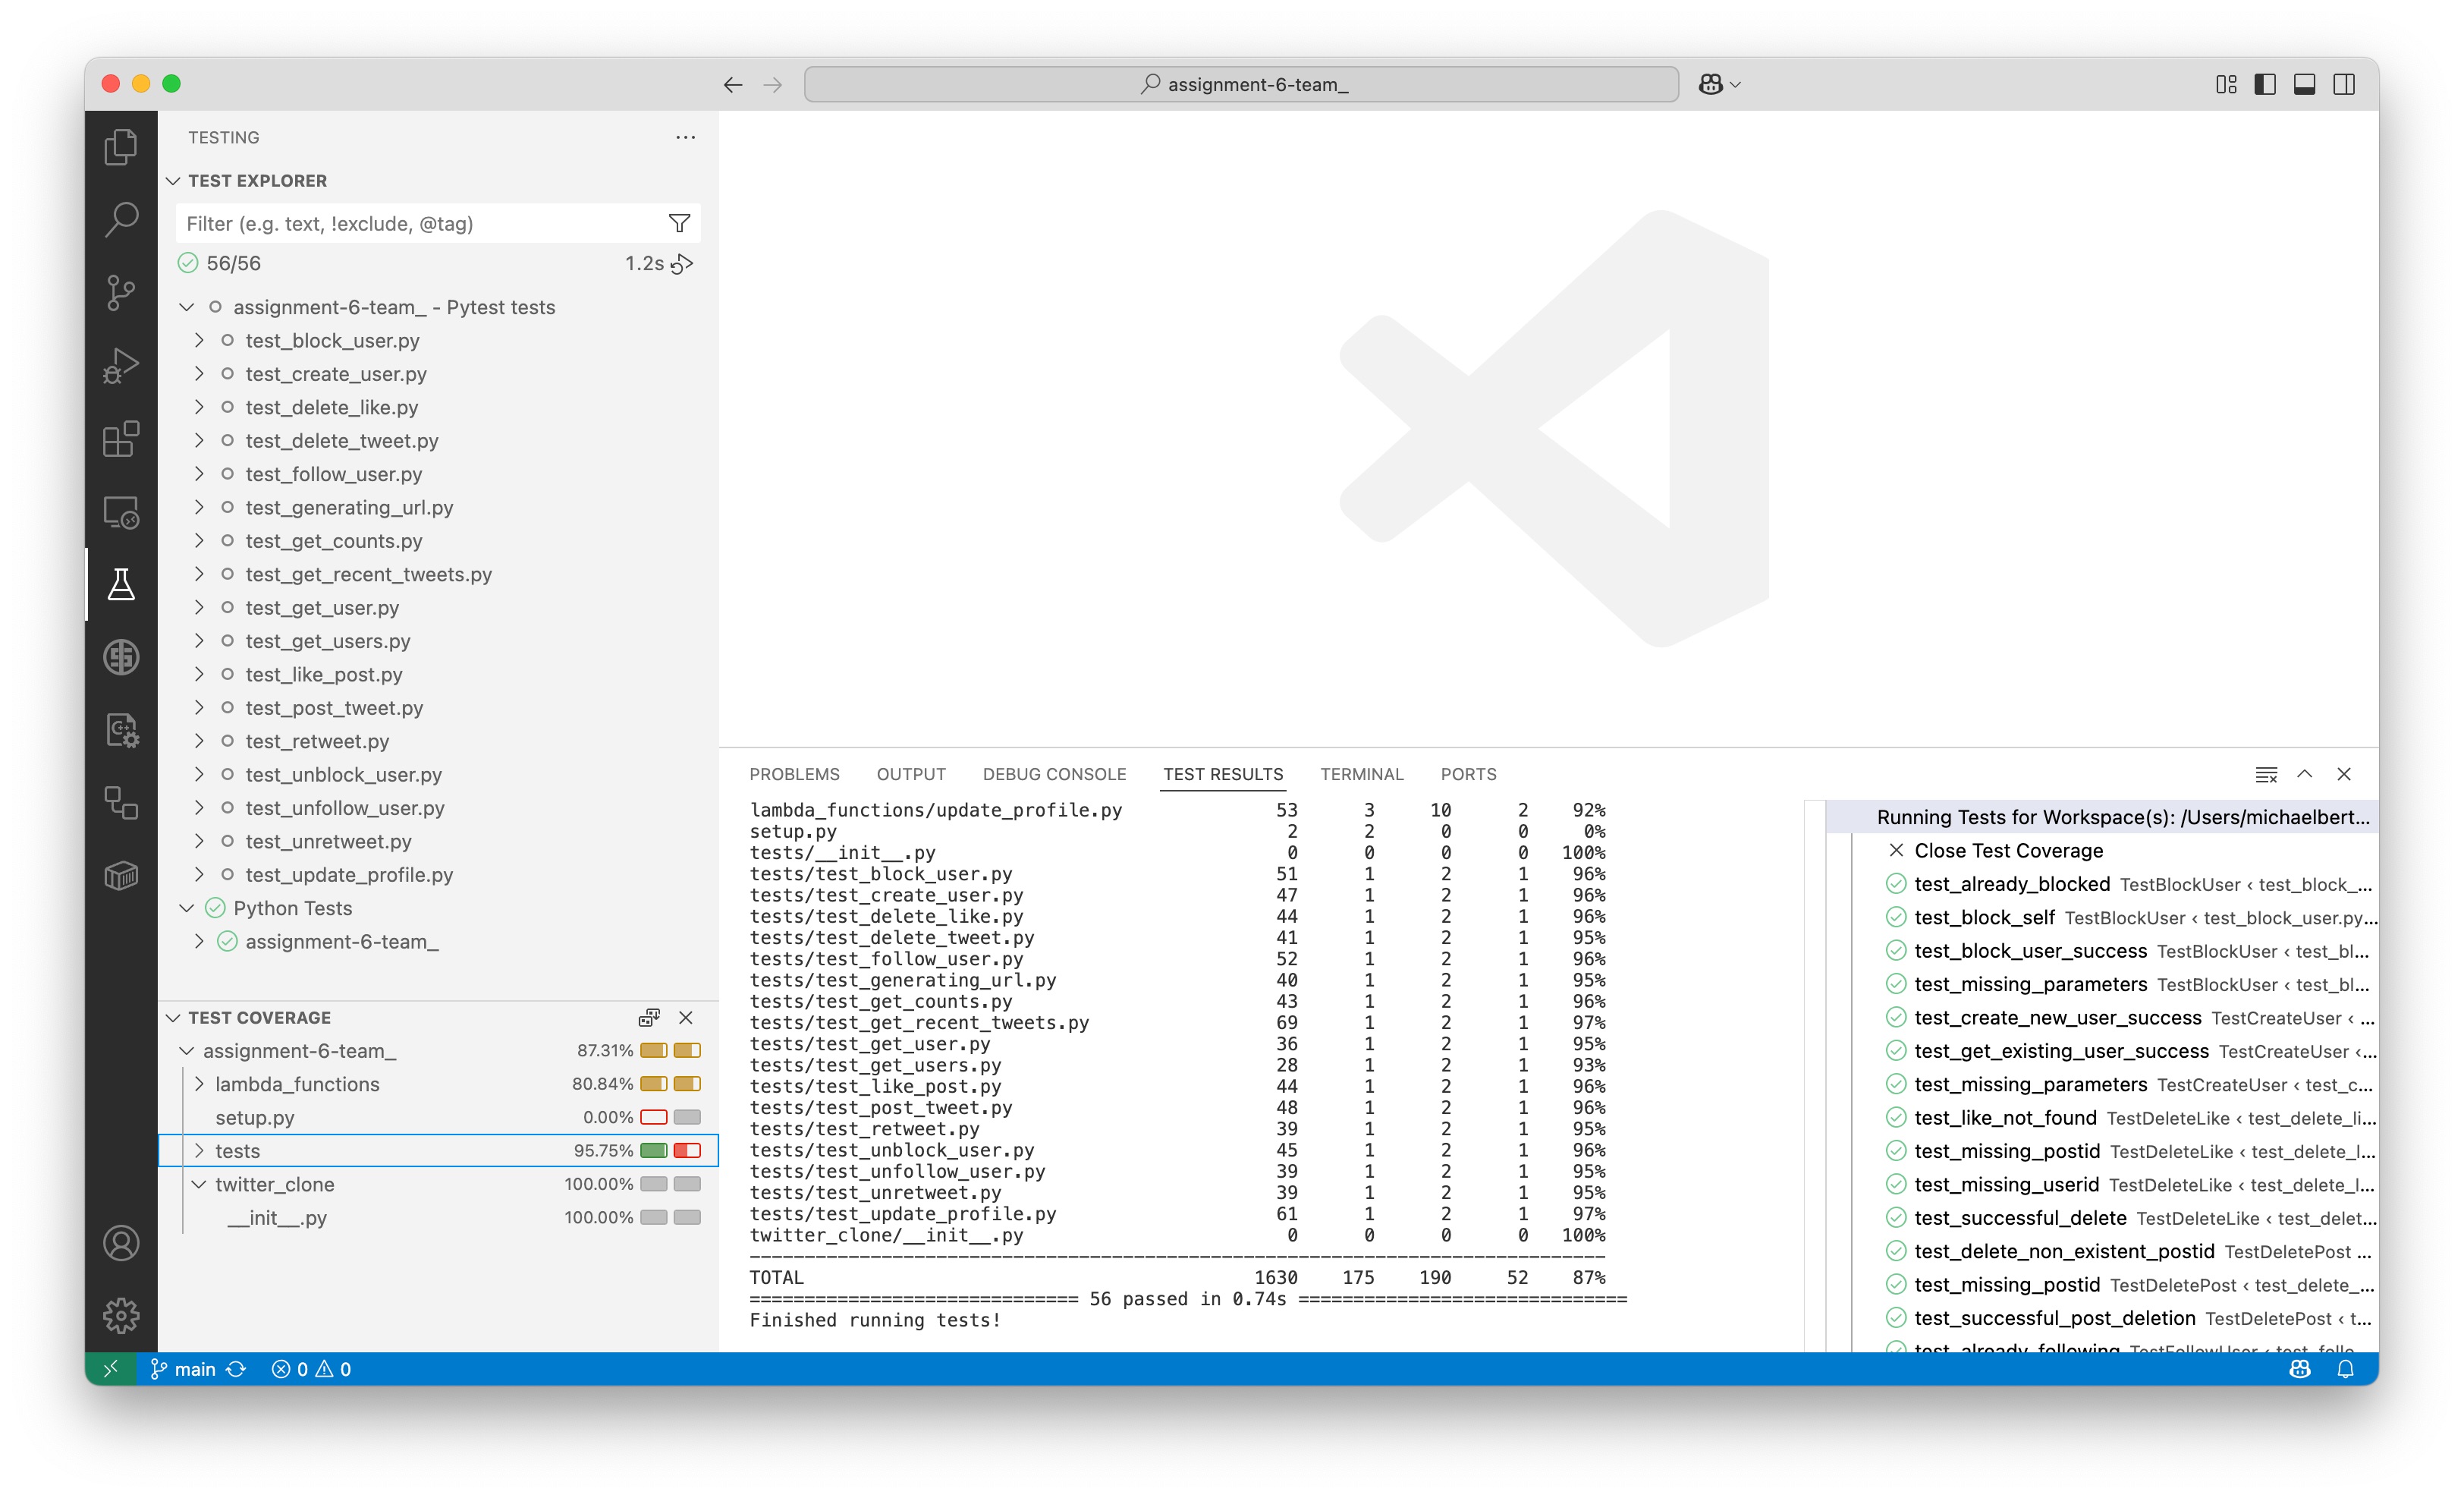 assignment-6-team_
TESTING
TEST EXPLORER
Filter (e.g. text, !exclude, @tag)
56/56 1.2s
assignment-6-team_ - Pytest tests
test_block_user.py
test_create_user.py
test_delete_like.py
test_delete_tweet.py
test_follow_user.py
test_generating_url.py
test_get_counts.py
test_get_recent_tweets.py
test_get_user.py
test_get_users.py
test_like_post.py
test_post_tweet.py
test_retweet.py
test_unblock_user.py
test_unfollow_user.py
test_unretweet.py
test_update_profile.py
Python Tests
assignment-6-team_
TEST COVERAGE
assignment-6-team_ 87.31%
lambda_functions 80.84%
setup.py 0.00%
tests 95.75%
twitter_clone 100.00%
__init__.py 100.00%
PROBLEMS OUTPUT DEBUG CONSOLE TEST RESULTS TERMINAL PORTS
lambda_functions/update_profile.py 53 3 10 2 92%
setup.py 2 2 0 0 0%
tests/__init__.py 0 0 0 0 100%
tests/test_block_user.py 51 1 2 1 96%
tests/test_create_user.py 47 1 2 1 96%
tests/test_delete_like.py 44 1 2 1 96%
tests/test_delete_tweet.py 41 1 2 1 95%
tests/test_follow_user.py 52 1 2 1 96%
tests/test_generating_url.py 40 1 2 1 95%
tests/test_get_counts.py 43 1 2 1 96%
tests/test_get_recent_tweets.py 69 1 2 1 97%
tests/test_get_user.py 36 1 2 1 95%
tests/test_get_users.py 28 1 2 1 93%
tests/test_like_post.py 44 1 2 1 96%
tests/test_post_tweet.py 48 1 2 1 96%
tests/test_retweet.py 39 1 2 1 95%
tests/test_unblock_user.py 45 1 2 1 96%
tests/test_unfollow_user.py 39 1 2 1 95%
tests/test_unretweet.py 39 1 2 1 95%
tests/test_update_profile.py 61 1 2 1 97%
twitter_clone/__init__.py 0 0 0 0 100%
------------------------------------------------------------------------------
TOTAL 1630 175 190 52 87%
============================== 56 passed in 0.74s ==============================
Finished running tests!
Running Tests for Workspace(s): /Users/michaelbert...
Close Test Coverage
test_already_blocked TestBlockUser ‹ test_block_...
test_block_self TestBlockUser ‹ test_block_user.py...
test_block_user_success TestBlockUser ‹ test_bl...
test_missing_parameters TestBlockUser ‹ test_bl...
test_create_new_user_success TestCreateUser ‹ ...
test_get_existing_user_success TestCreateUser ‹...
test_missing_parameters TestCreateUser ‹ test_c...
test_like_not_found TestDeleteLike ‹ test_delete_li...
test_missing_postid TestDeleteLike ‹ test_delete_l...
test_missing_userid TestDeleteLike ‹ test_delete_l...
test_successful_delete TestDeleteLike ‹ test_delet...
test_delete_non_existent_postid TestDeletePost ...
test_missing_postid TestDeletePost ‹ test_delete_...
test_successful_post_deletion TestDeletePost ‹ t...
test_already_following TestFollowUser ‹ test_follo...
main 0 0